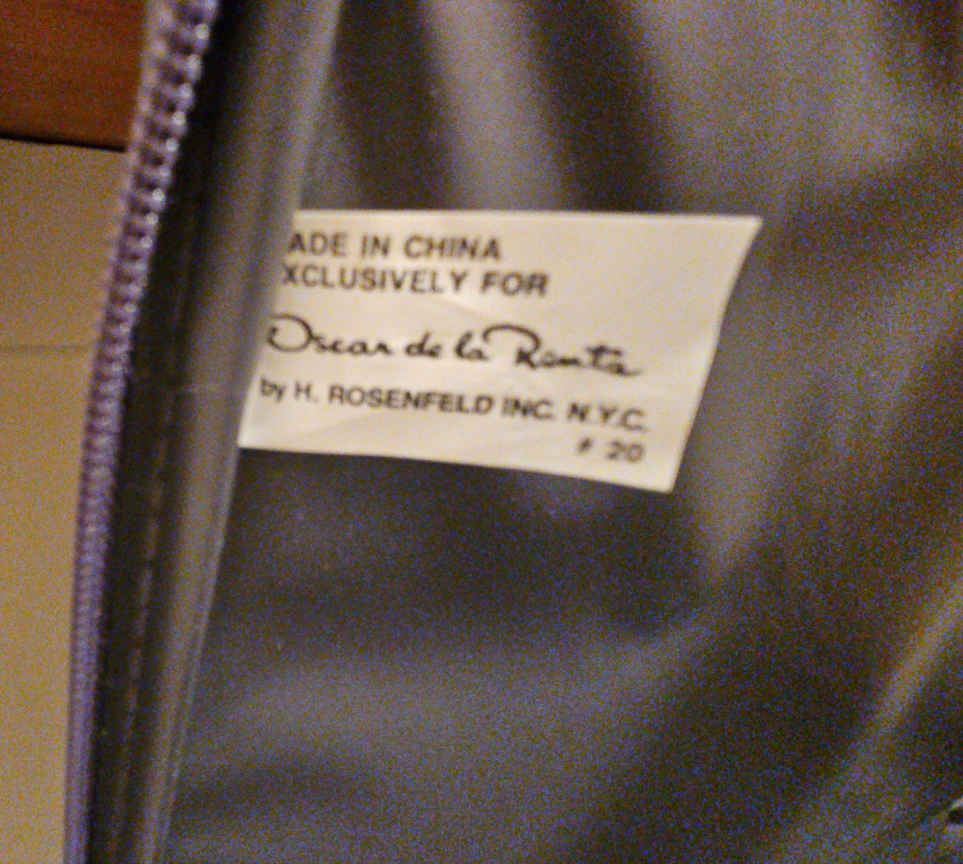 ADE IN CHINA
XCLUSIVELY FOR
Oscar de la Renta
by H. ROSENFELD INC. N.Y.C.
# 20